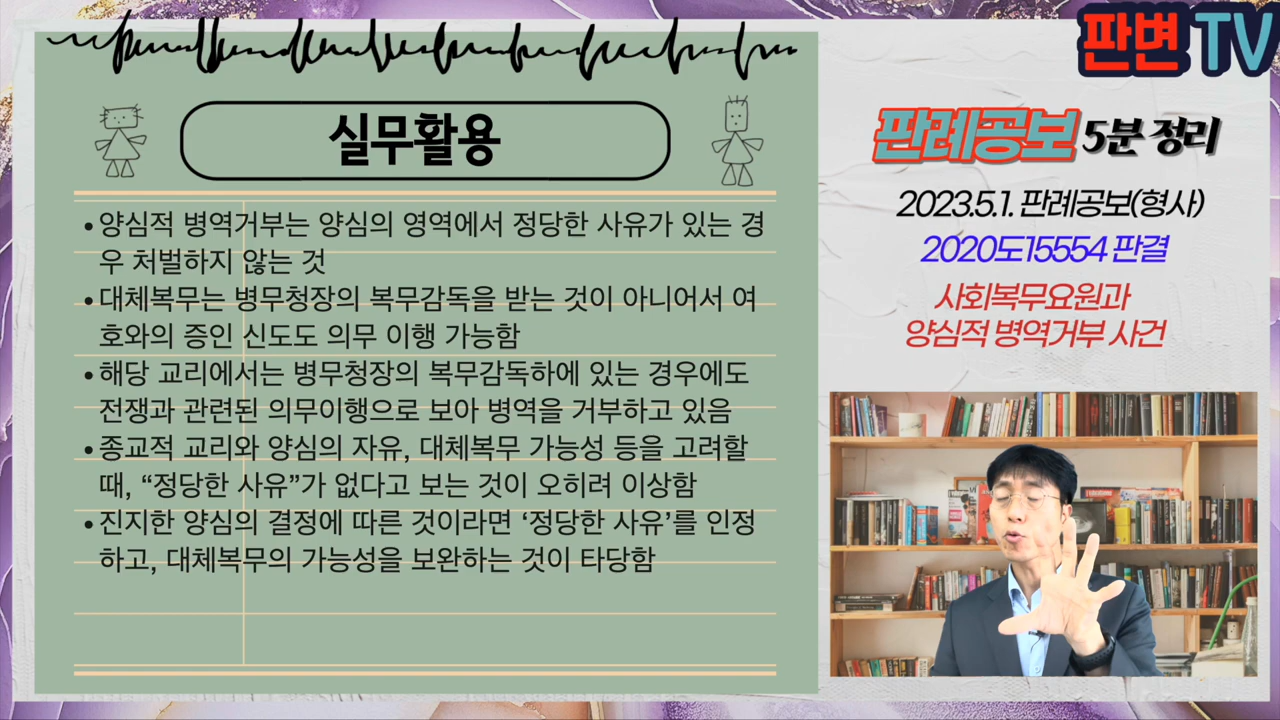 판변 TV
실무활용
• 양심적 병역거부는 양심의 영역에서 정당한 사유가 있는 경
우 처벌하지 않는 것
• 대체복무는 병무청장의 복무감독을 받는 것이 아니어서 여
호와의 증인 신도도 의무 이행 가능함
• 해당 교리에서는 병무청장의 복무감독하에 있는 경우에도
전쟁과 관련된 의무이행으로 보아 병역을 거부하고 있음
• 종교적 교리와 양심의 자유, 대체복무 가능성 등을 고려할
때, “정당한 사유”가 없다고 보는 것이 오히려 이상함
• 진지한 양심의 결정에 따른 것이라면 ‘정당한 사유’를 인정
하고, 대체복무의 가능성을 보완하는 것이 타당함
판례공보 5분 정리
2023.5.1. 판례공보(형사)
2020도15554 판결
사회복무요원과
양심적 병역거부 사건